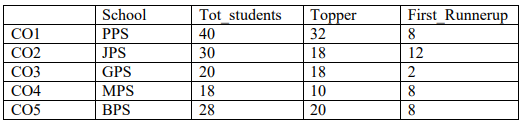 School Tot_students Topper First_Runnerup
CO1 PPS 40 32 8
CO2 JPS 30 18 12
CO3 GPS 20 18 2
CO4 MPS 18 10 8
CO5 BPS 28 20 8